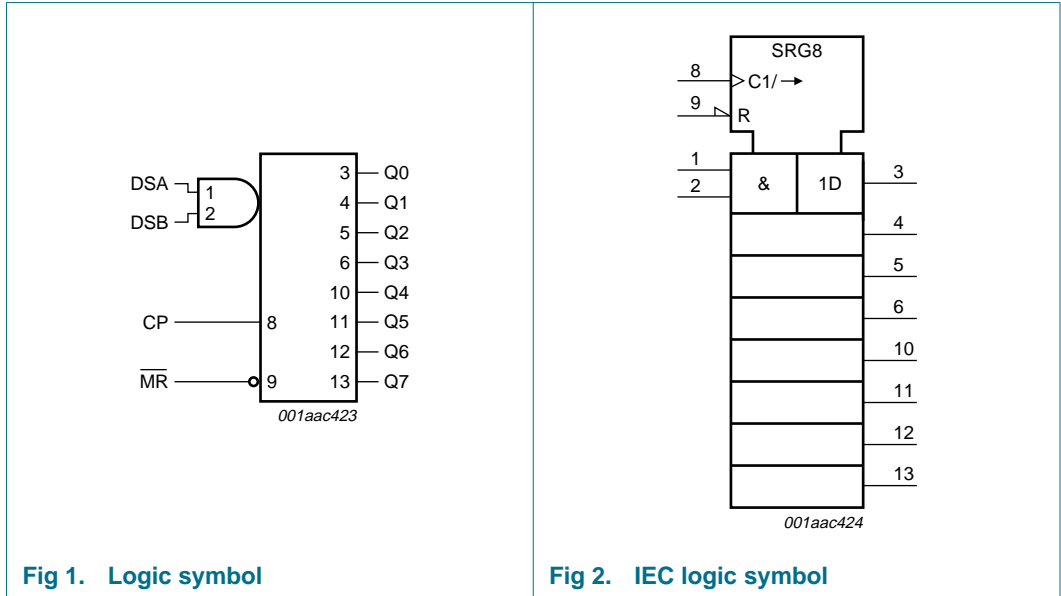 DSA
DSB
1
2
CP
8
MR
9
3 Q0
4 Q1
5 Q2
6 Q3
10 Q4
11 Q5
12 Q6
13 Q7
001aac423
Fig 1. Logic symbol
SRG8
8
C1/→
9
R
1
2
&
1D
3
4
5
6
10
11
12
13
001aac424
Fig 2. IEC logic symbol